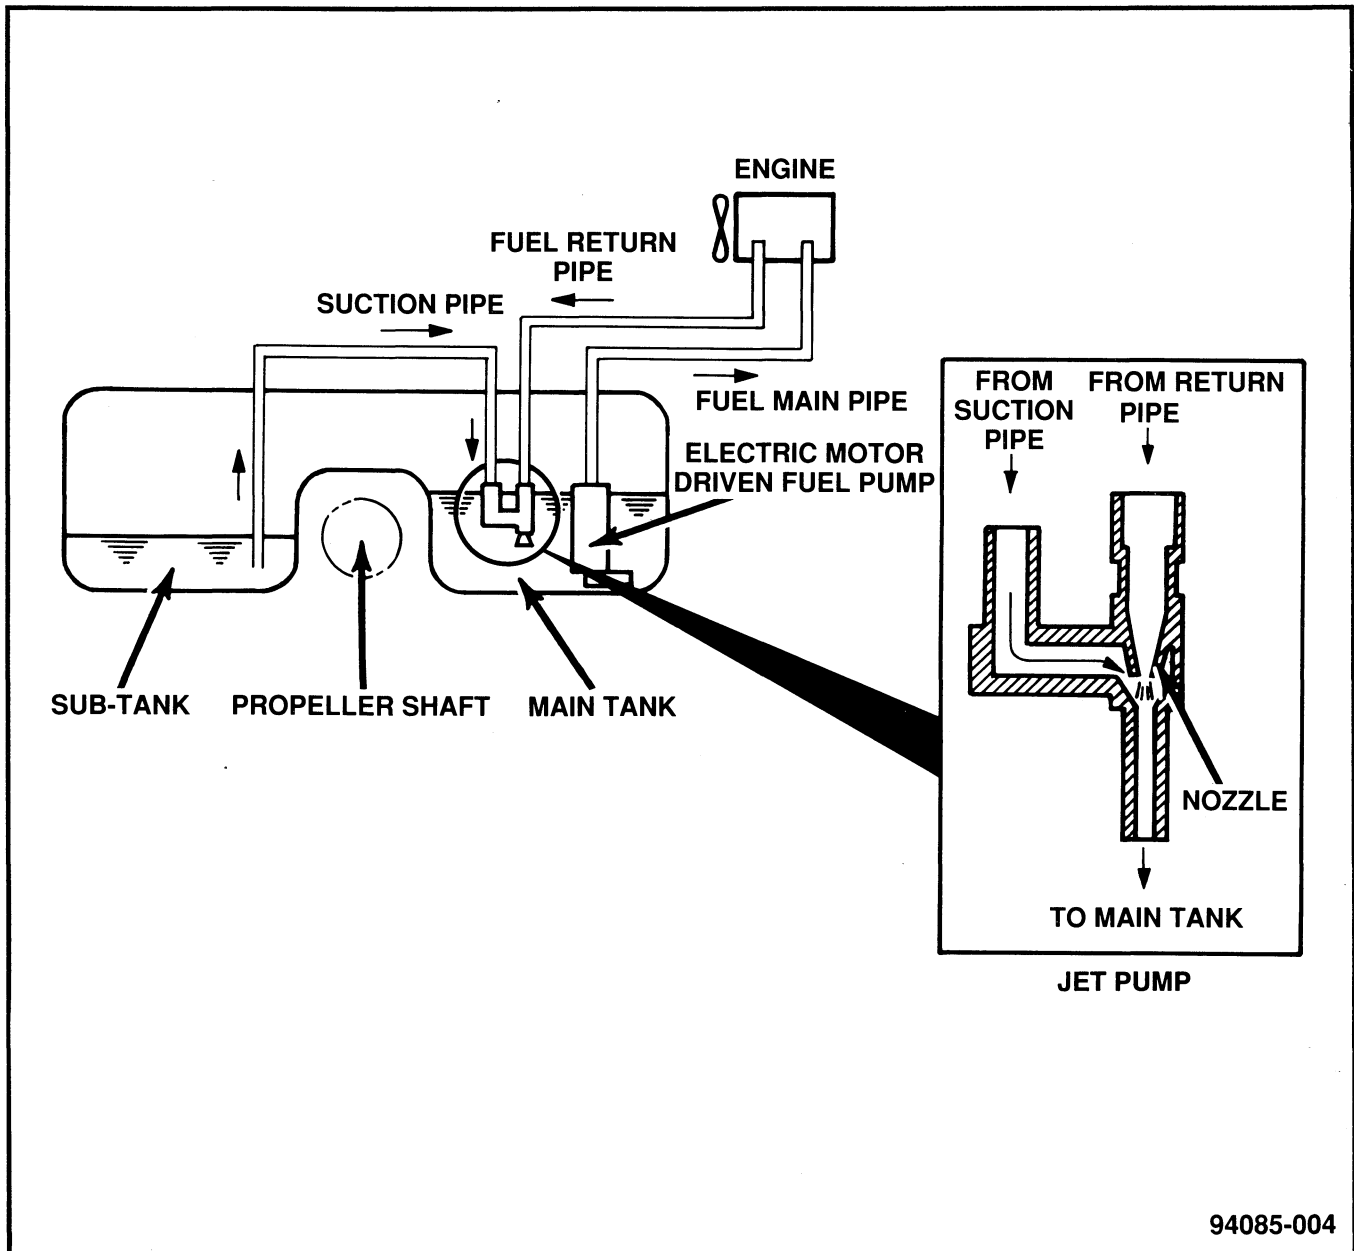 ENGINE
FUEL RETURN
PIPE
SUCTION PIPE
FUEL MAIN PIPE
ELECTRIC MOTOR
DRIVEN FUEL PUMP
SUB-TANK
PROPELLER SHAFT
MAIN TANK
FROM
SUCTION
PIPE
FROM RETURN
PIPE
NOZZLE
TO MAIN TANK
JET PUMP
94085-004